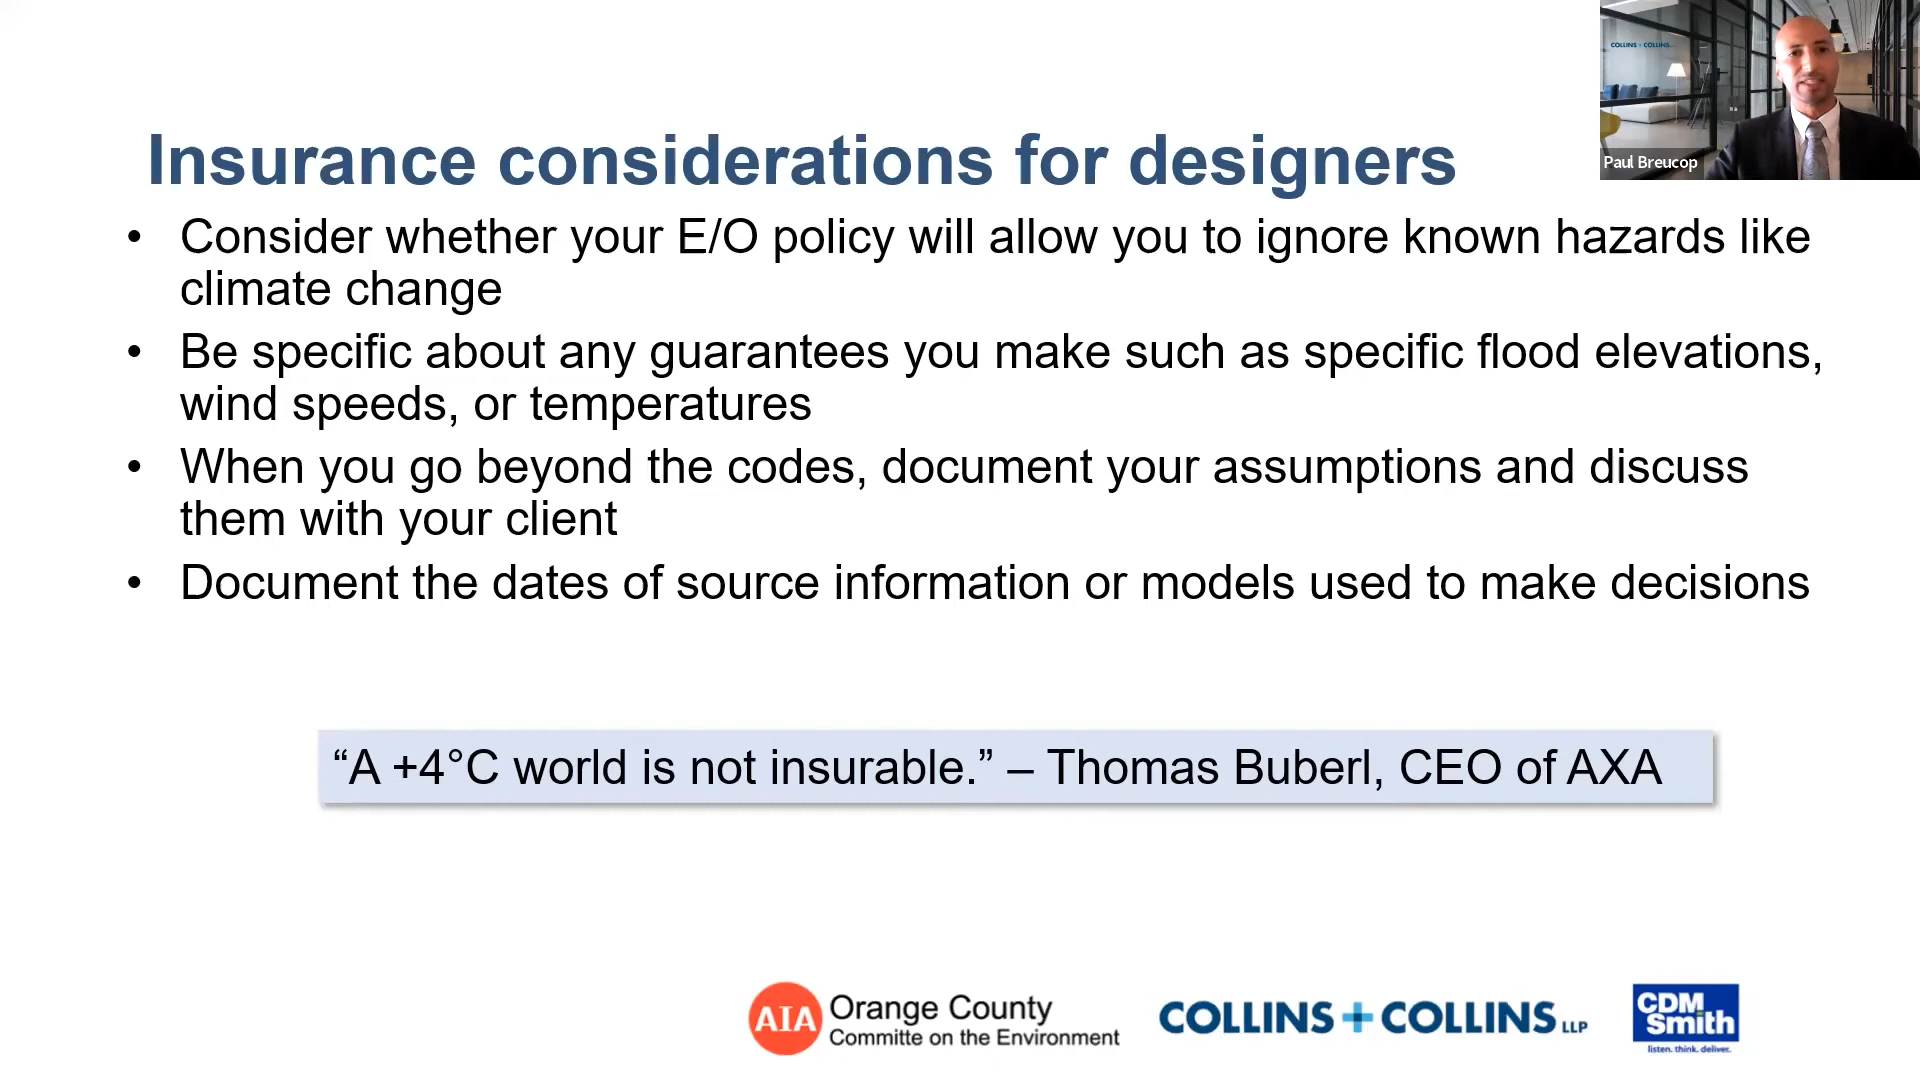 COLLINS + COLLINS
Paul Breucop
Insurance considerations for designers
• Consider whether your E/O policy will allow you to ignore known hazards like
climate change
• Be specific about any guarantees you make such as specific flood elevations,
wind speeds, or temperatures
• When you go beyond the codes, document your assumptions and discuss
them with your client
• Document the dates of source information or models used to make decisions
“A +4°C world is not insurable.” – Thomas Buberl, CEO of AXA
AIA Orange County
Committe on the Environment
COLLINS + COLLINS LLP
CDM
Smith
listen. think. deliver.